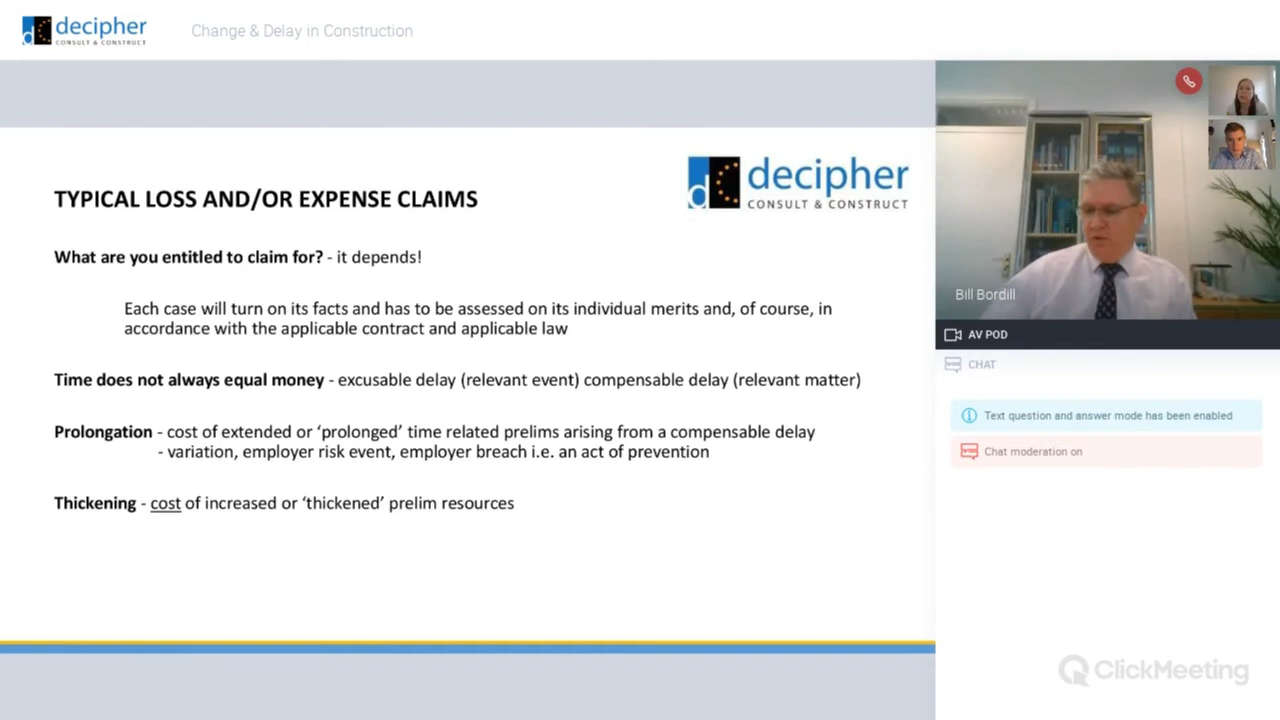 decipher
CONSULT & CONSTRUCT
Change & Delay in Construction
decipher
CONSULT & CONSTRUCT
TYPICAL LOSS AND/OR EXPENSE CLAIMS
What are you entitled to claim for? - it depends!
Each case will turn on its facts and has to be assessed on its individual merits and, of course, in
accordance with the applicable contract and applicable law
Time does not always equal money - excusable delay (relevant event) compensable delay (relevant matter)
Prolongation - cost of extended or ‘prolonged’ time related prelims arising from a compensable delay
- variation, employer risk event, employer breach i.e. an act of prevention
Thickening - cost of increased or ‘thickened’ prelim resources
Bill Bordill
AV POD
CHAT
Text question and answer mode has been enabled
Chat moderation on
ClickMeeting